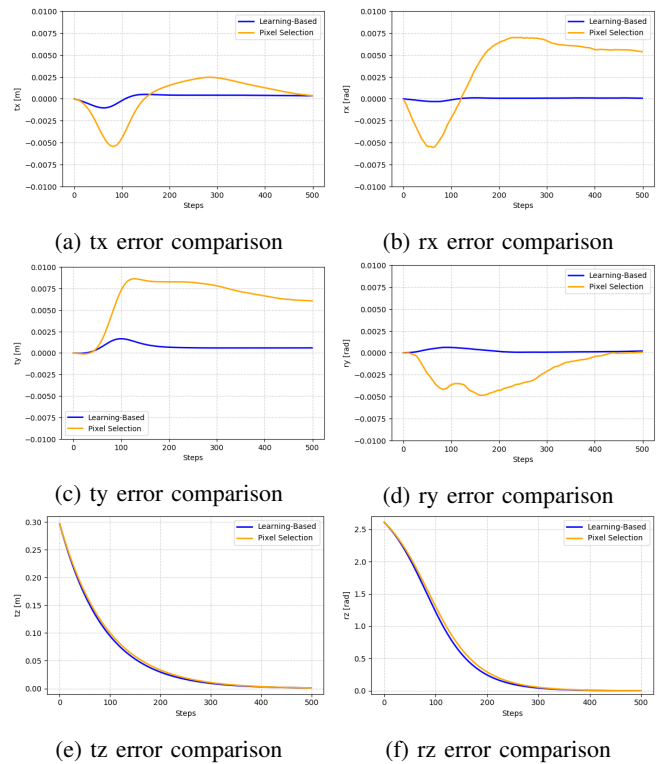 0.0100
0.0075
0.0050
0.0025
0.0000
−0.0025
−0.0050
−0.0075
−0.0100
tx [m]
Learning-Based
Pixel Selection
0 100 200 300 400 500
Steps
(a) tx error comparison
0.0100
0.0075
0.0050
0.0025
0.0000
−0.0025
−0.0050
−0.0075
−0.0100
rx [rad]
Learning-Based
Pixel Selection
0 100 200 300 400 500
Steps
(b) rx error comparison
0.0100
0.0075
0.0050
0.0025
0.0000
−0.0025
−0.0050
−0.0075
−0.0100
ty [m]
Learning-Based
Pixel Selection
0 100 200 300 400 500
Steps
(c) ty error comparison
0.0100
0.0075
0.0050
0.0025
0.0000
−0.0025
−0.0050
−0.0075
−0.0100
ry [rad]
Learning-Based
Pixel Selection
0 100 200 300 400 500
Steps
(d) ry error comparison
0.30
0.25
0.20
0.15
0.10
0.05
0.00
tz [m]
Learning-Based
Pixel Selection
0 100 200 300 400 500
Steps
(e) tz error comparison
2.5
2.0
1.5
1.0
0.5
0.0
rz [rad]
Learning-Based
Pixel Selection
0 100 200 300 400 500
Steps
(f) rz error comparison